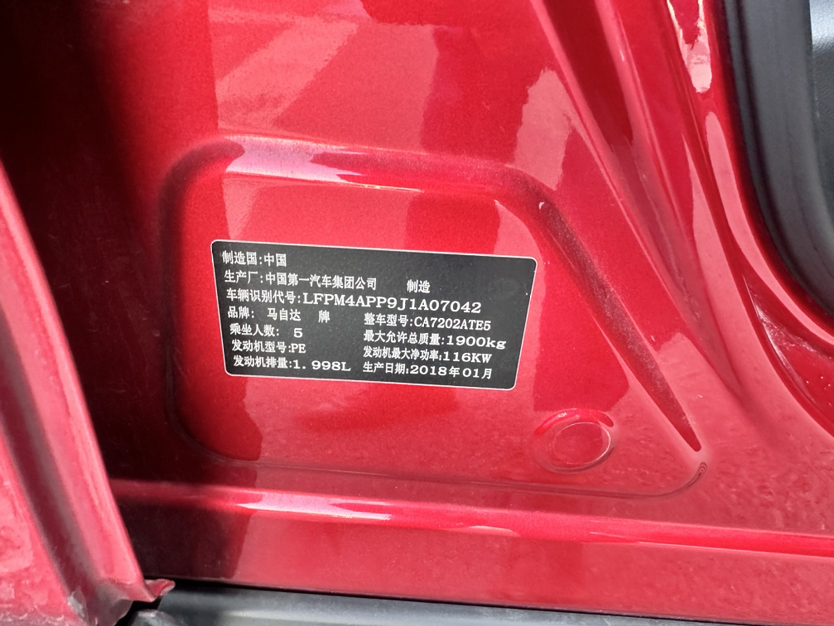 制造国:中国
生产厂:中国第一汽车集团公司 制造
车辆识别代号:LFPM4APP9J1A07042
品牌: 马自达 牌 整车型号:CA7202ATE5
乘坐人数: 5 最大允许总质量:1900kg
发动机型号:PE 发动机最大净功率:116KW
发动机排量:1.998L 生产日期:2018年01月